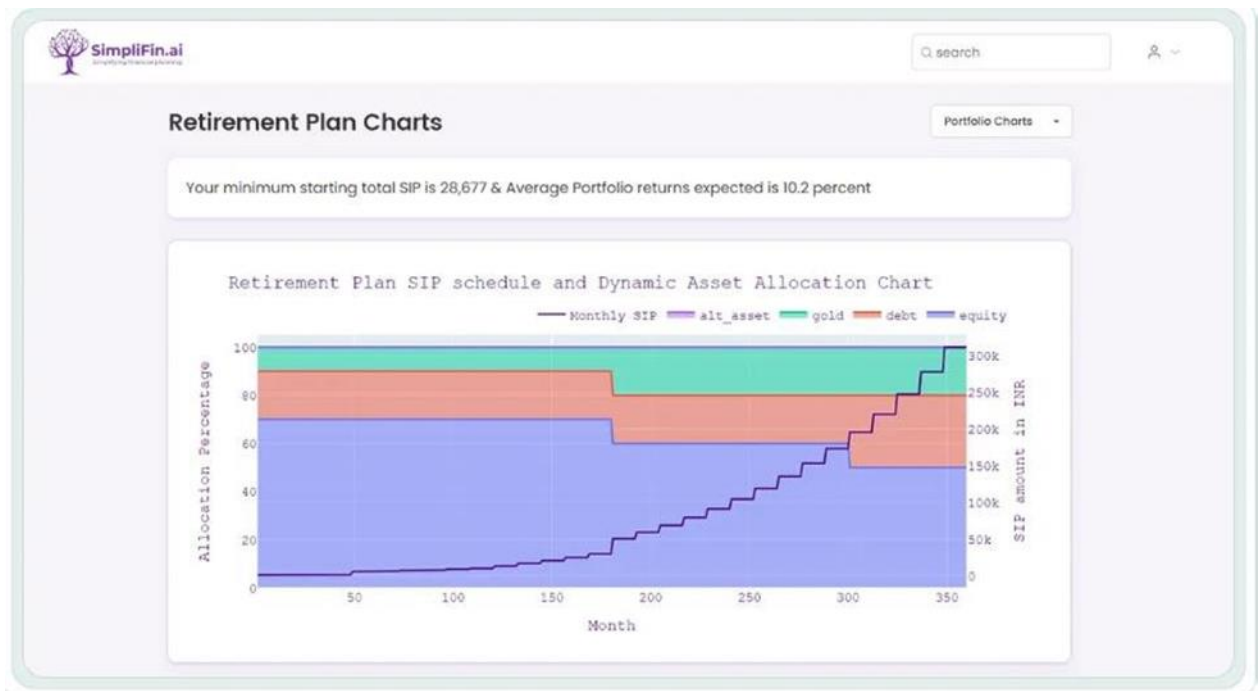 SimpliFin.ai
search
Retirement Plan Charts
Portfolio Charts
Your minimum starting total SIP is 28,677 & Average Portfolio returns expected is 10.2 percent
Retirement Plan SIP schedule and Dynamic Asset Allocation Chart
Monthly SIP alt_asset gold debt equity
Allocation Percentage
100
80
60
40
20
0
300k
250k
200k
150k
100k
50k
0
SIP amount in INR
50 100 150 200 250 300 350
Month